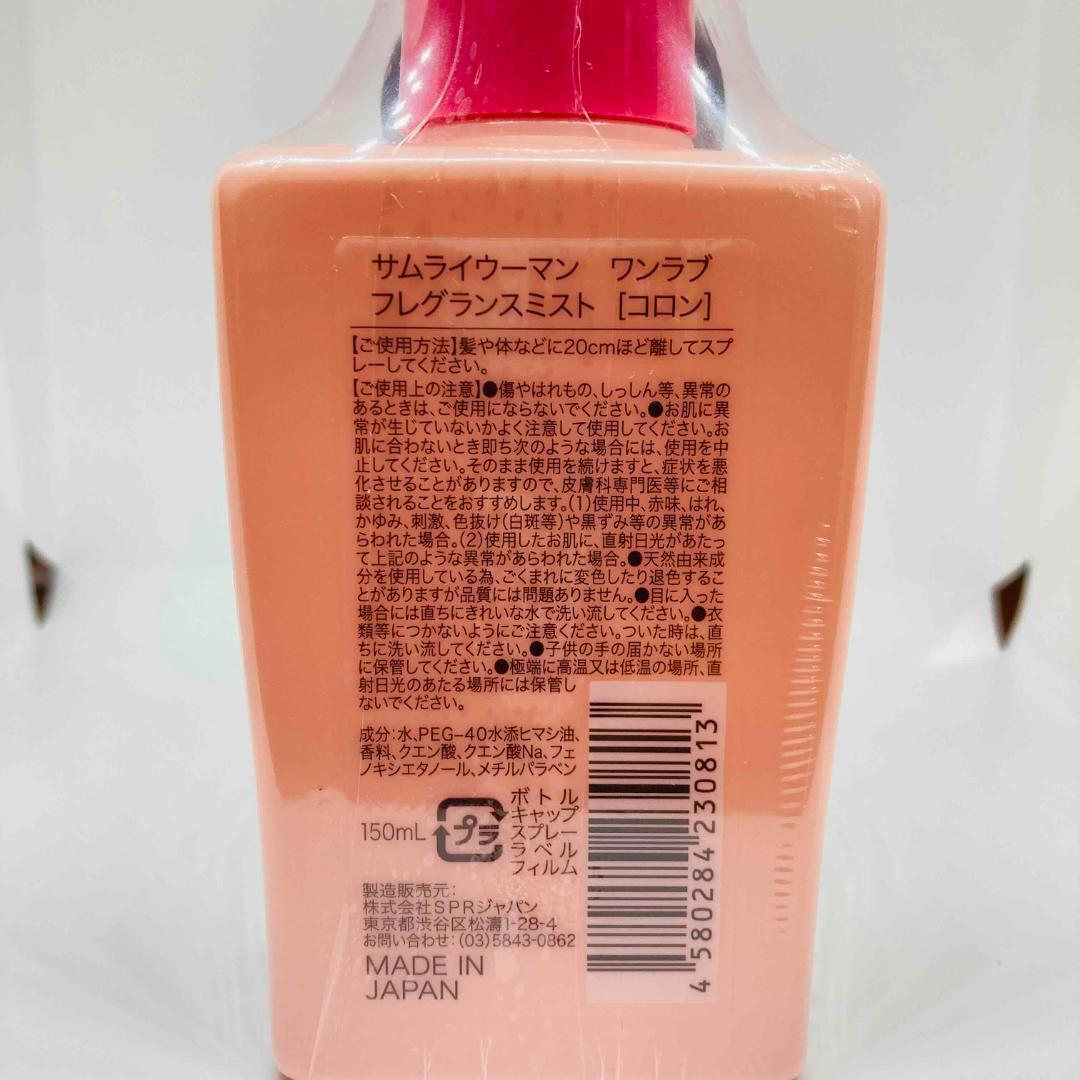 サムライウーマン　ワンラブ
フレグランスミスト　[コロン]
【ご使用方法】髪や体などに20cmほど離してスプ
レーしてください。
【ご使用上の注意】●傷やはれもの、しっしん等、異常の
あるときは、ご使用にならないでください。●お肌に異
常が生じていないかよく注意して使用してください。お
肌に合わないとき即ち次のような場合には、使用を中
止してください。そのまま使用を続けますと、症状を悪
化させることがありますので、皮膚科専門医等にご相
談されることをおすすめします。(1)使用中、赤味、はれ、
かゆみ、刺激、色抜け(白斑等)や黒ずみ等の異常があ
らわれた場合。(2)使用したお肌に、直射日光があたっ
て上記のような異常があらわれた場合。●天然由来成
分を使用している為、ごくまれに変色したり退色するこ
とがありますが品質には問題ありません。●目に入った
場合には直ちにきれいな水で洗い流してください。●衣
類等につかないようにご注意ください。ついた時は、直
ちに洗い流してください。●子供の手の届かない場所
に保管してください。●極端に高温又は低温の場所、直
射日光のあたる場所には保管し
ないでください。
成分：水、PEG-40水添ヒマシ油、
香料、クエン酸、クエン酸Na、フェ
ノキシエタノール、メチルパラベン
150mL
プラ
ボトル
キャップ
スプレー
ラベル
フィルム
製造販売元：
株式会社SPRジャパン
東京都渋谷区松濤1-28-4
お問い合わせ：(03)5843-0862
MADE IN
JAPAN
4580284230813